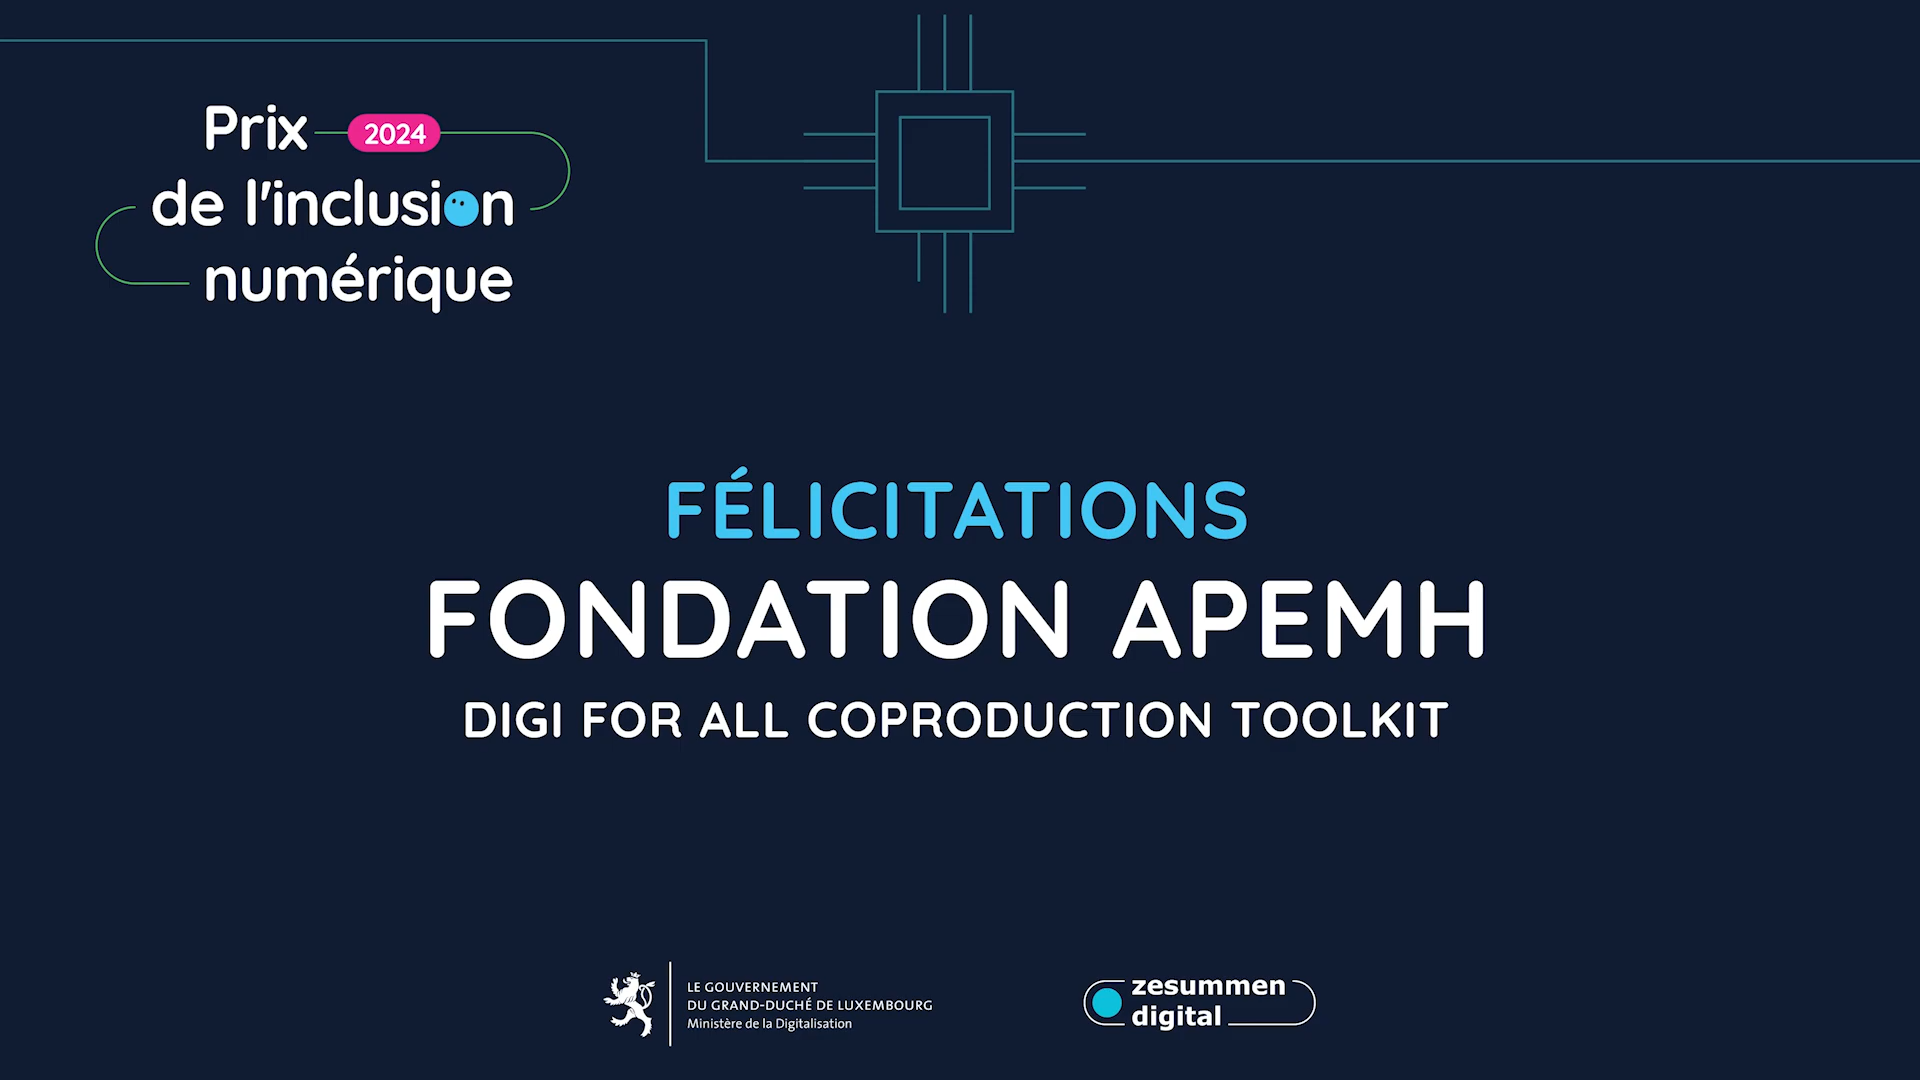 Prix 2024
de l'inclusion
numérique
FÉLICITATIONS
FONDATION APEMH
DIGI FOR ALL COPRODUCTION TOOLKIT
LE GOUVERNEMENT
DU GRAND-DUCHÉ DE LUXEMBOURG
Ministère de la Digitalisation
zesummen
digital